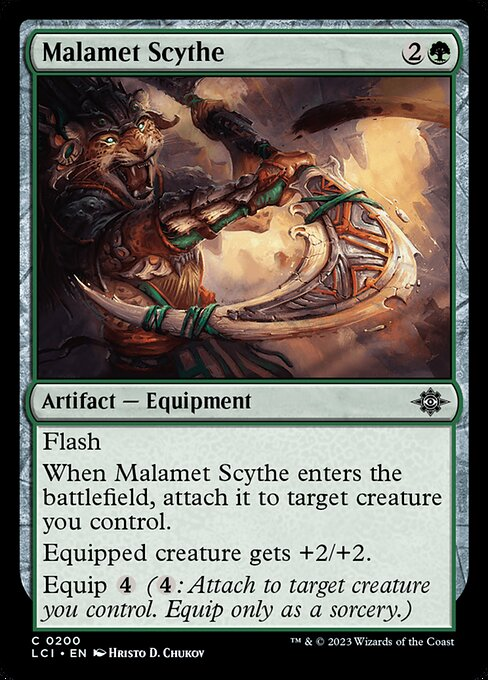 Malamet Scythe 2
Artifact — Equipment
Flash
When Malamet Scythe enters the
battlefield, attach it to target creature
you control.
Equipped creature gets +2/+2.
Equip 4 (4: Attach to target creature
you control. Equip only as a sorcery.)
C 0200
LCI • EN Hristo D. Chukov
™ & © 2023 Wizards of the Coast